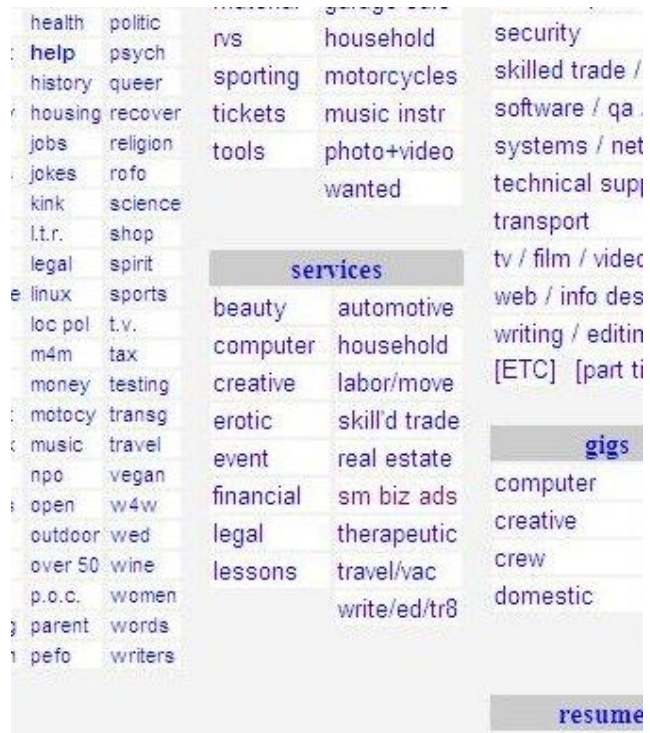 health politic
help psych
history queer
housing recover
jobs religion
jokes rofo
kink science
l.t.r. shop
legal spirit
linux sports
loc pol t.v.
m4m tax
money testing
motocy transg
music travel
npo vegan
open w4w
outdoor wed
over 50 wine
p.o.c. women
parent words
pefo writers
rvs household
sporting motorcycles
tickets music instr
tools photo+video
wanted
services
beauty automotive
computer household
creative labor/move
erotic skill'd trade
event real estate
financial sm biz ads
legal therapeutic
lessons travel/vac
write/ed/tr8
security
skilled trade /
software / qa
systems / net
technical supp
transport
tv / film / video
web / info des
writing / editin
[ETC] [part ti
gigs
computer
creative
crew
domestic
resume